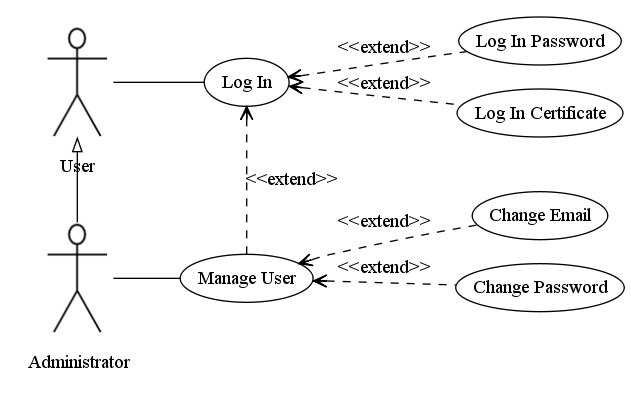 <<extend>>
Log In Password
Log In
<<extend>>
Log In Certificate
User
<<extend>>
<<extend>>
Change Email
Manage User
<<extend>>
Change Password
Administrator